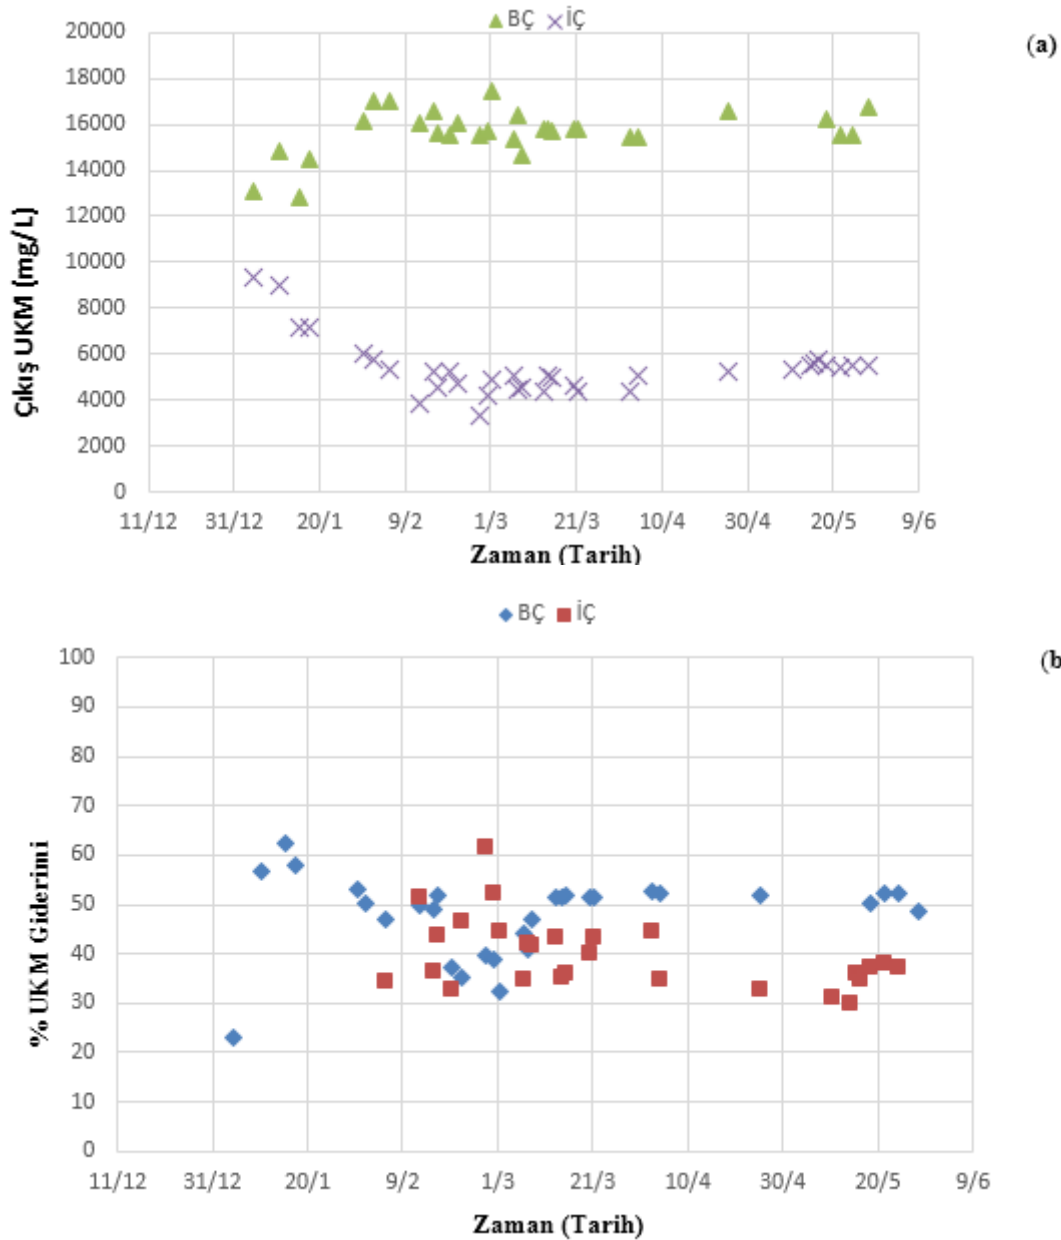 BÇ İÇ
(a)
20000
18000
16000
14000
12000
10000
8000
6000
4000
2000
0
Çıkış UKM (mg/L)
11/12 31/12 20/1 9/2 1/3 21/3 10/4 30/4 20/5 9/6
Zaman (Tarih)
BÇ İÇ
(b
100
90
80
70
60
50
40
30
20
10
0
% UKM Giderimi
11/12 31/12 20/1 9/2 1/3 21/3 10/4 30/4 20/5 9/6
Zaman (Tarih)